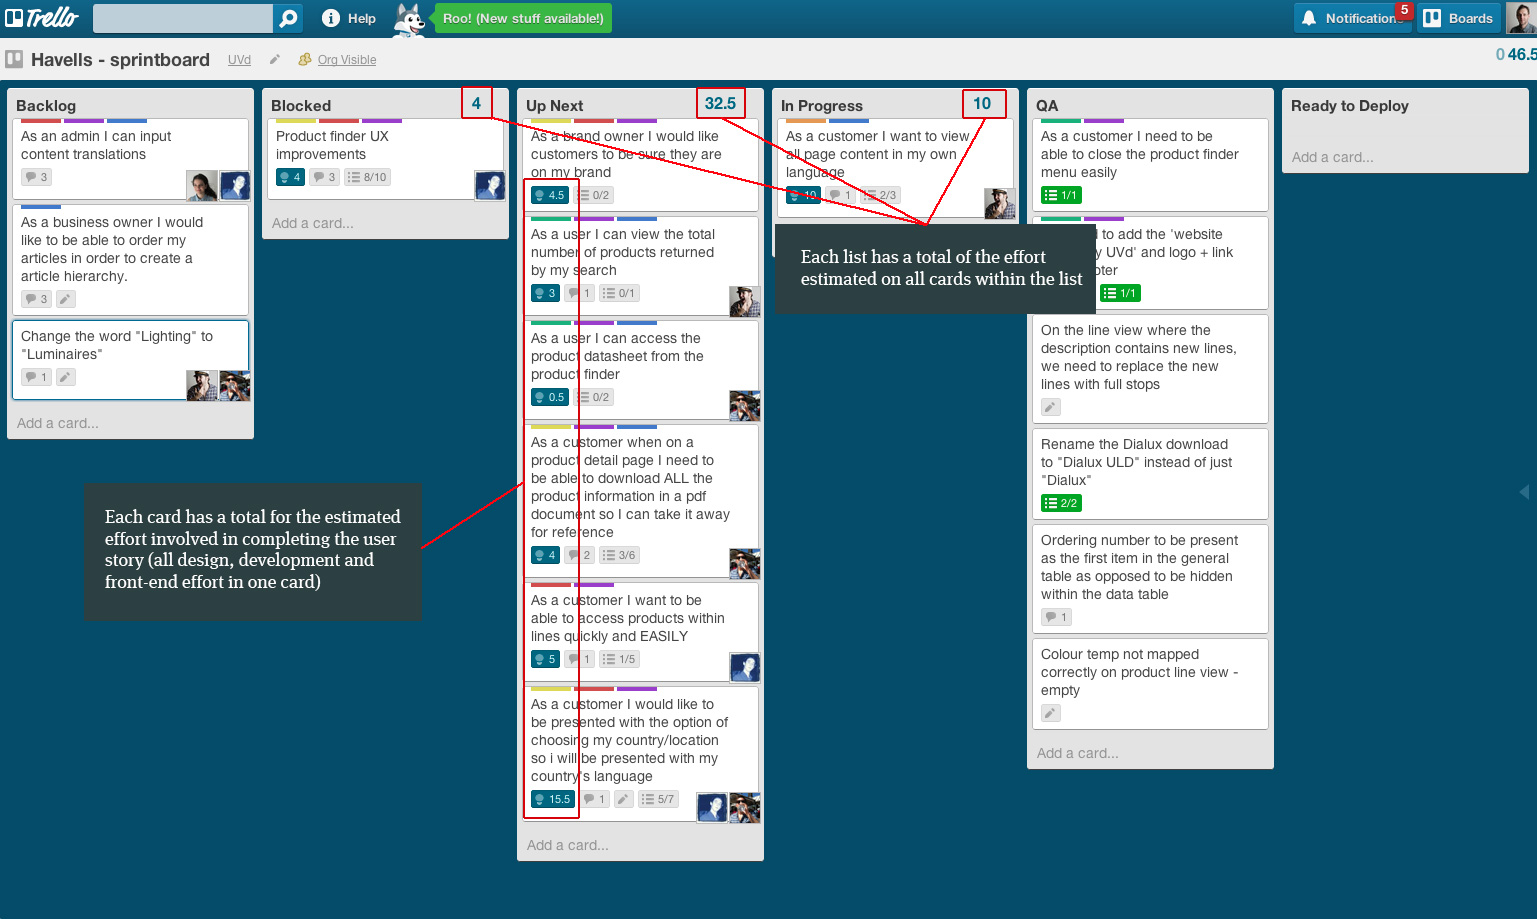 Trello
Help
Roo! (New stuff available!)
Notifications
5
Boards
Havells - sprintboard
UVd
Org Visible
0 46.5
Backlog
As an admin I can input
content translations
3
As a business owner I would
like to be able to order my
articles in order to create a
article hierarchy.
3
Change the word "Lighting" to
"Luminaires"
1
Add a card...
Blocked
4
Product finder UX
improvements
4 3 8/10
Add a card...
Up Next
32.5
As a brand owner I would like
customers to be sure they are
on my brand
4.5 0/2
As a user I can view the total
number of products returned
by my search
3 1 0/1
As a user I can access the
product datasheet from the
product finder
0.5 0/2
As a customer when on a
product detail page I need to
be able to download ALL the
product information in a pdf
document so I can take it away
for reference
4 2 3/6
As a customer I want to be
able to access products within
lines quickly and EASILY
5 1 1/5
As a customer I would like to
be presented with the option of
choosing my country/location
so i will be presented with my
country's language
15.5 1 5/7
Add a card...
In Progress
10
As a customer I want to view
all page content in my own
language
10 1 2/3
Each list has a total of the effort
estimated on all cards within the list
QA
As a customer I need to be
able to close the product finder
menu easily
1/1
to add the 'website
UVd' and logo + link
1/1
On the line view where the
description contains new lines,
we need to replace the new
lines with full stops
Rename the Dialux download
to "Dialux ULD" instead of just
"Dialux"
2/2
Ordering number to be present
as the first item in the general
table as opposed to be hidden
within the data table
1
Colour temp not mapped
correctly on product line view -
empty
Add a card...
Ready to Deploy
Add a card...
Each card has a total for the estimated
effort involved in completing the user
story (all design, development and
front-end effort in one card)